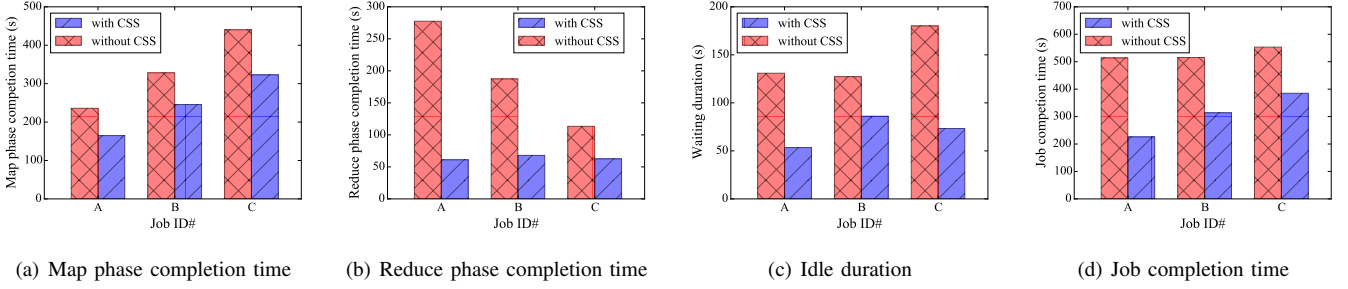 Map phase competion time (s)
500
400
300
200
100
0
with CSS
without CSS
A
B
C
Job ID#
(a) Map phase completion time
Reduce phase completion time (s)
300
250
200
150
100
50
0
with CSS
without CSS
A
B
C
Job ID#
(b) Reduce phase completion time
Waiting duration (s)
200
150
100
50
0
with CSS
without CSS
A
B
C
Job ID#
(c) Idle duration
Job competion time (s)
700
600
500
400
300
200
100
0
with CSS
without CSS
A
B
C
Job ID#
(d) Job completion time